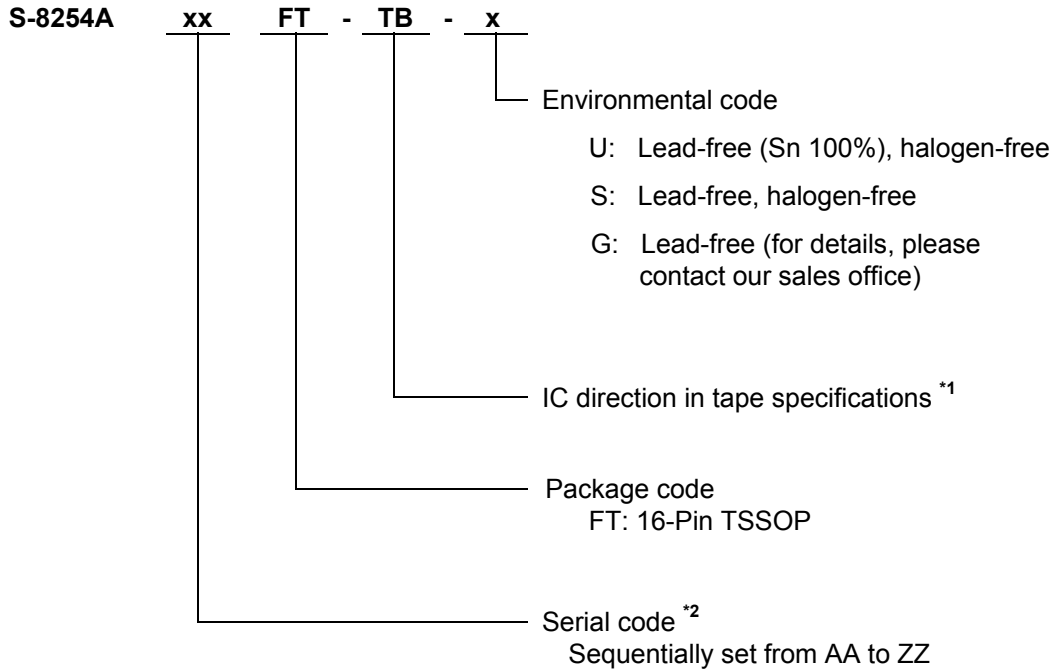 S-8254A xx FT - TB - x
Environmental code
U: Lead-free (Sn 100%), halogen-free
S: Lead-free, halogen-free
G: Lead-free (for details, please
contact our sales office)
IC direction in tape specifications *1
Package code
FT: 16-Pin TSSOP
Serial code *2
Sequentially set from AA to ZZ